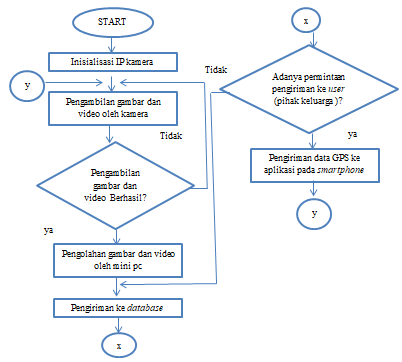 START
Inisialisasi IP kamera
y
Pengambilan gambar dan
video oleh kamera
Tidak
Pengambilan
gambar dan
video Berhasil?
ya
Pengolahan gambar dan video
oleh mini pc
Pengiriman ke database
x
x
Tidak
Adanya permintaan
pengiriman ke user
(pihak keluarga )?
ya
Pengiriman data GPS ke
aplikasi pada smartphone
y